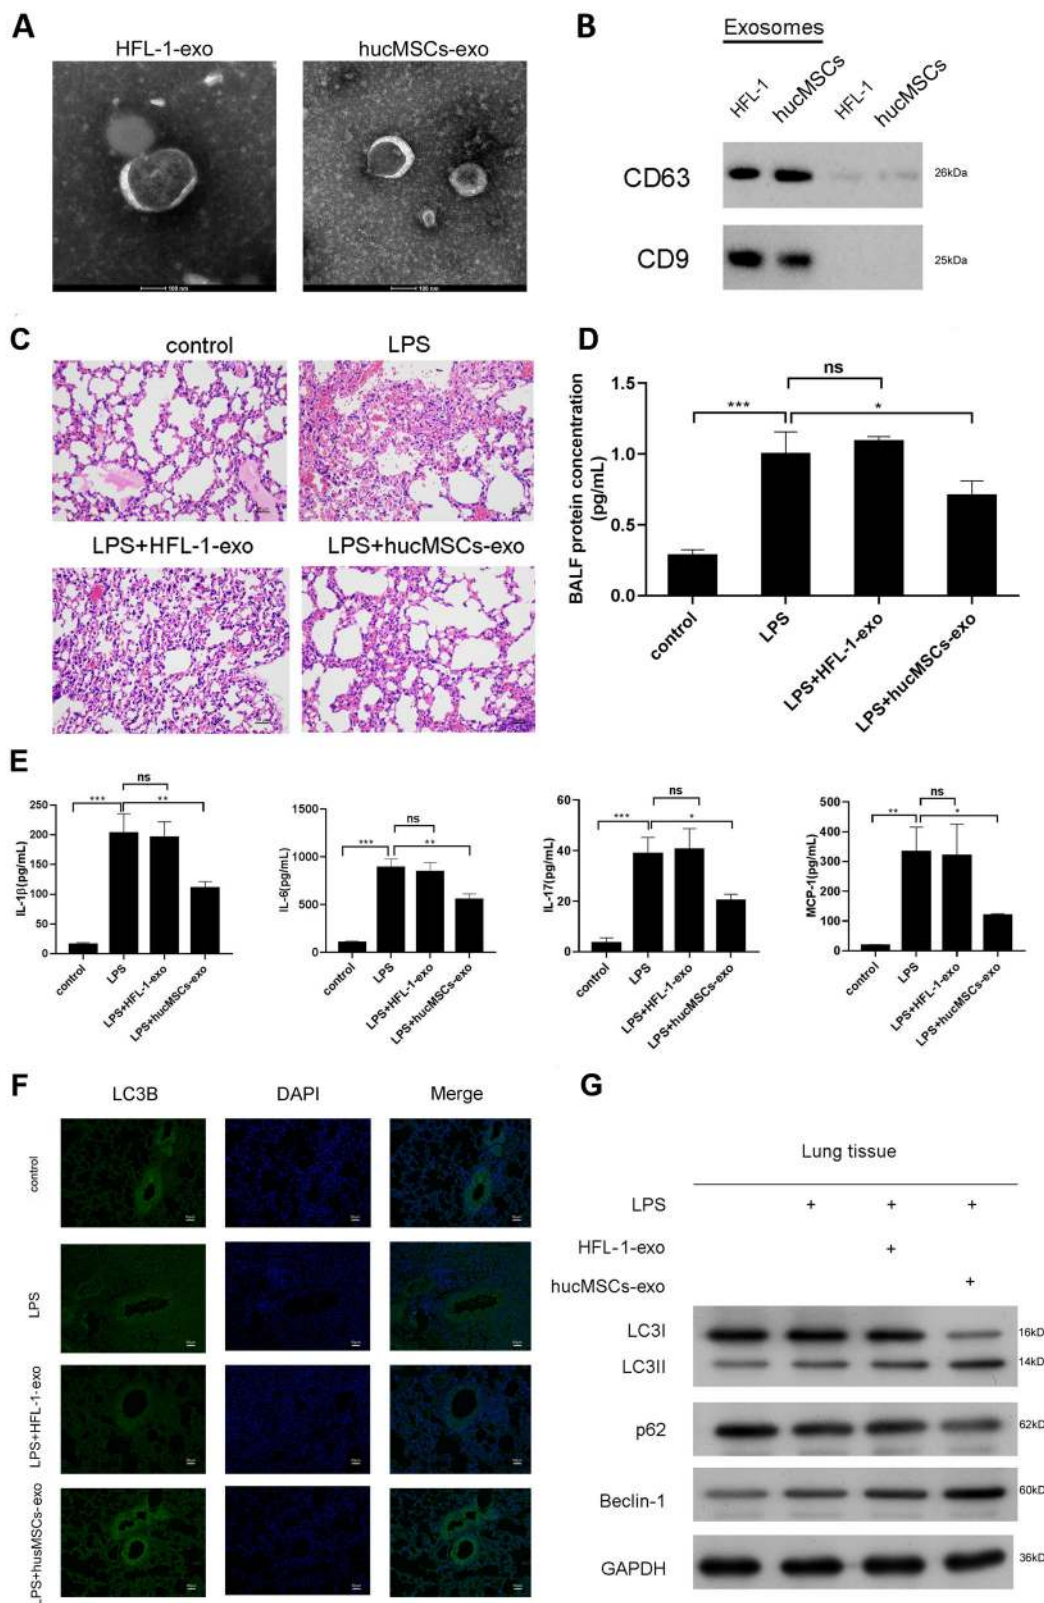 A
HFL-1-exo
hucMSCs-exo
100 nm
100 nm
B
Exosomes
HFL-1
hucMSCs
HFL-1
hucMSCs
CD63
26kDa
CD9
25kDa
C
control
LPS
LPS+HFL-1-exo
LPS+hucMSCs-exo
D
BALF protein concentration
(pg/mL)
1.5
1.0
0.5
0.0
***
ns
*
control
LPS
LPS+HFL-1-exo
LPS+hucMSCs-exo
E
IL-1β(pg/mL)
250
200
150
100
50
0
***
ns
**
control
LPS
LPS+HFL-1-exo
LPS+hucMSCs-exo
IL-6(pg/mL)
1500
1000
500
0
***
ns
**
control
LPS
LPS+HFL-1-exo
LPS+hucMSCs-exo
IL-17(pg/mL)
60
40
20
0
***
ns
*
control
LPS
LPS+HFL-1-exo
LPS+hucMSCs-exo
MCP-1(pg/mL)
500
400
300
200
100
0
**
ns
*
control
LPS
LPS+HFL-1-exo
LPS+hucMSCs-exo
F
LC3B
DAPI
Merge
control
LPS
LPS+HFL-1-exo
LPS+husMSCs-exo
G
Lung tissue
LPS + + +
HFL-1-exo +
hucMSCs-exo +
LC3I
16kD
LC3II
14kD
p62
62kD
Beclin-1
60kD
GAPDH
36kD